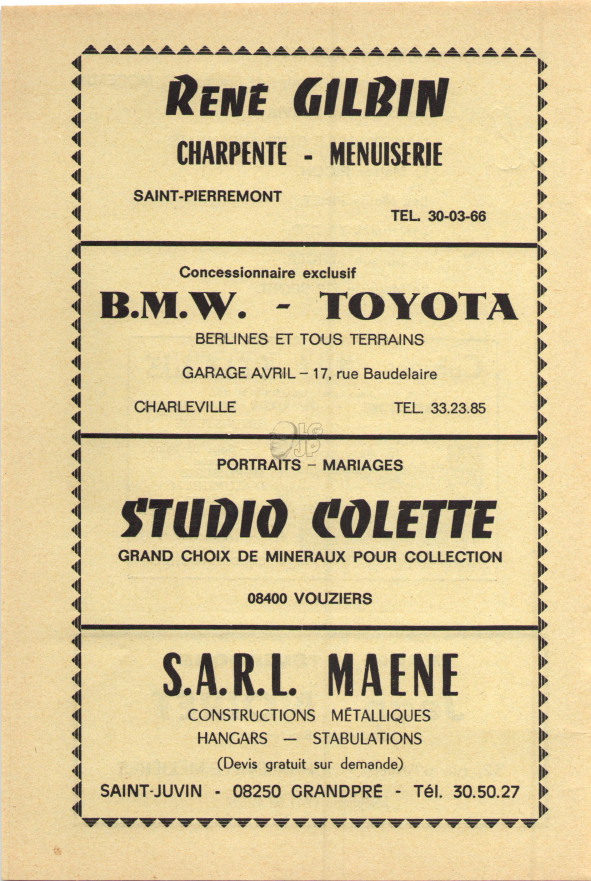 RENÉ GILBIN
CHARPENTE - MENUISERIE
SAINT-PIERREMONT
TEL. 30-03-66
Concessionnaire exclusif
B.M.W. - TOYOTA
BERLINES ET TOUS TERRAINS
GARAGE AVRIL – 17, rue Baudelaire
CHARLEVILLE TEL. 33.23.85
PORTRAITS – MARIAGES
STUDIO COLETTE
GRAND CHOIX DE MINERAUX POUR COLLECTION
08400 VOUZIERS
S.A.R.L. MAENE
CONSTRUCTIONS MÉTALLIQUES
HANGARS — STABULATIONS
(Devis gratuit sur demande)
SAINT-JUVIN - 08250 GRANDPRÉ - Tél. 30.50.27